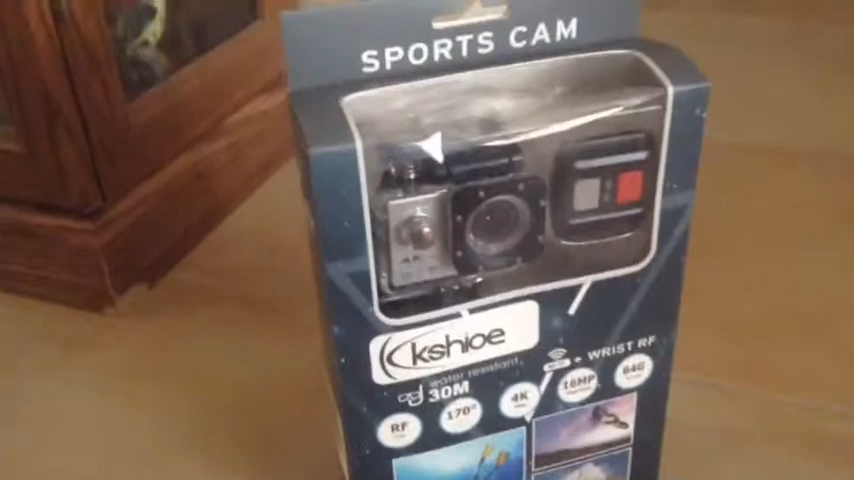 SPORTS CAM
4K
kshioe
water resistant
30M
WRIST RF
RF
170°
4K
16MP
64G